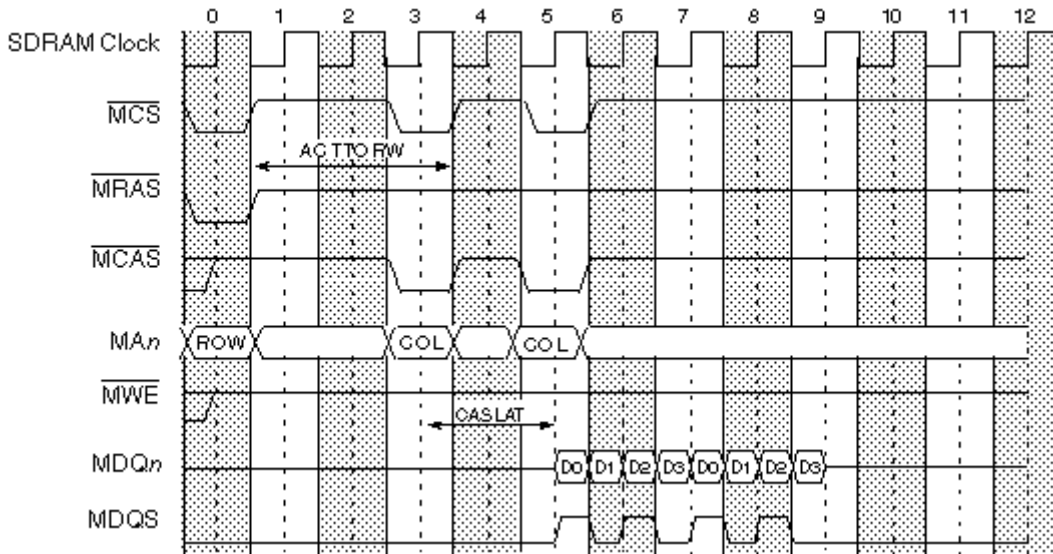 0 1 2 3 4 5 6 7 8 9 10 11 12
SDRAM Clock
MCS
ACTTORW
MRAS
MCAS
MAn ROW COL COL
MWE
CASLAT
MDQn D0 D1 D2 D3 D0 D1 D2 D3
MDQS